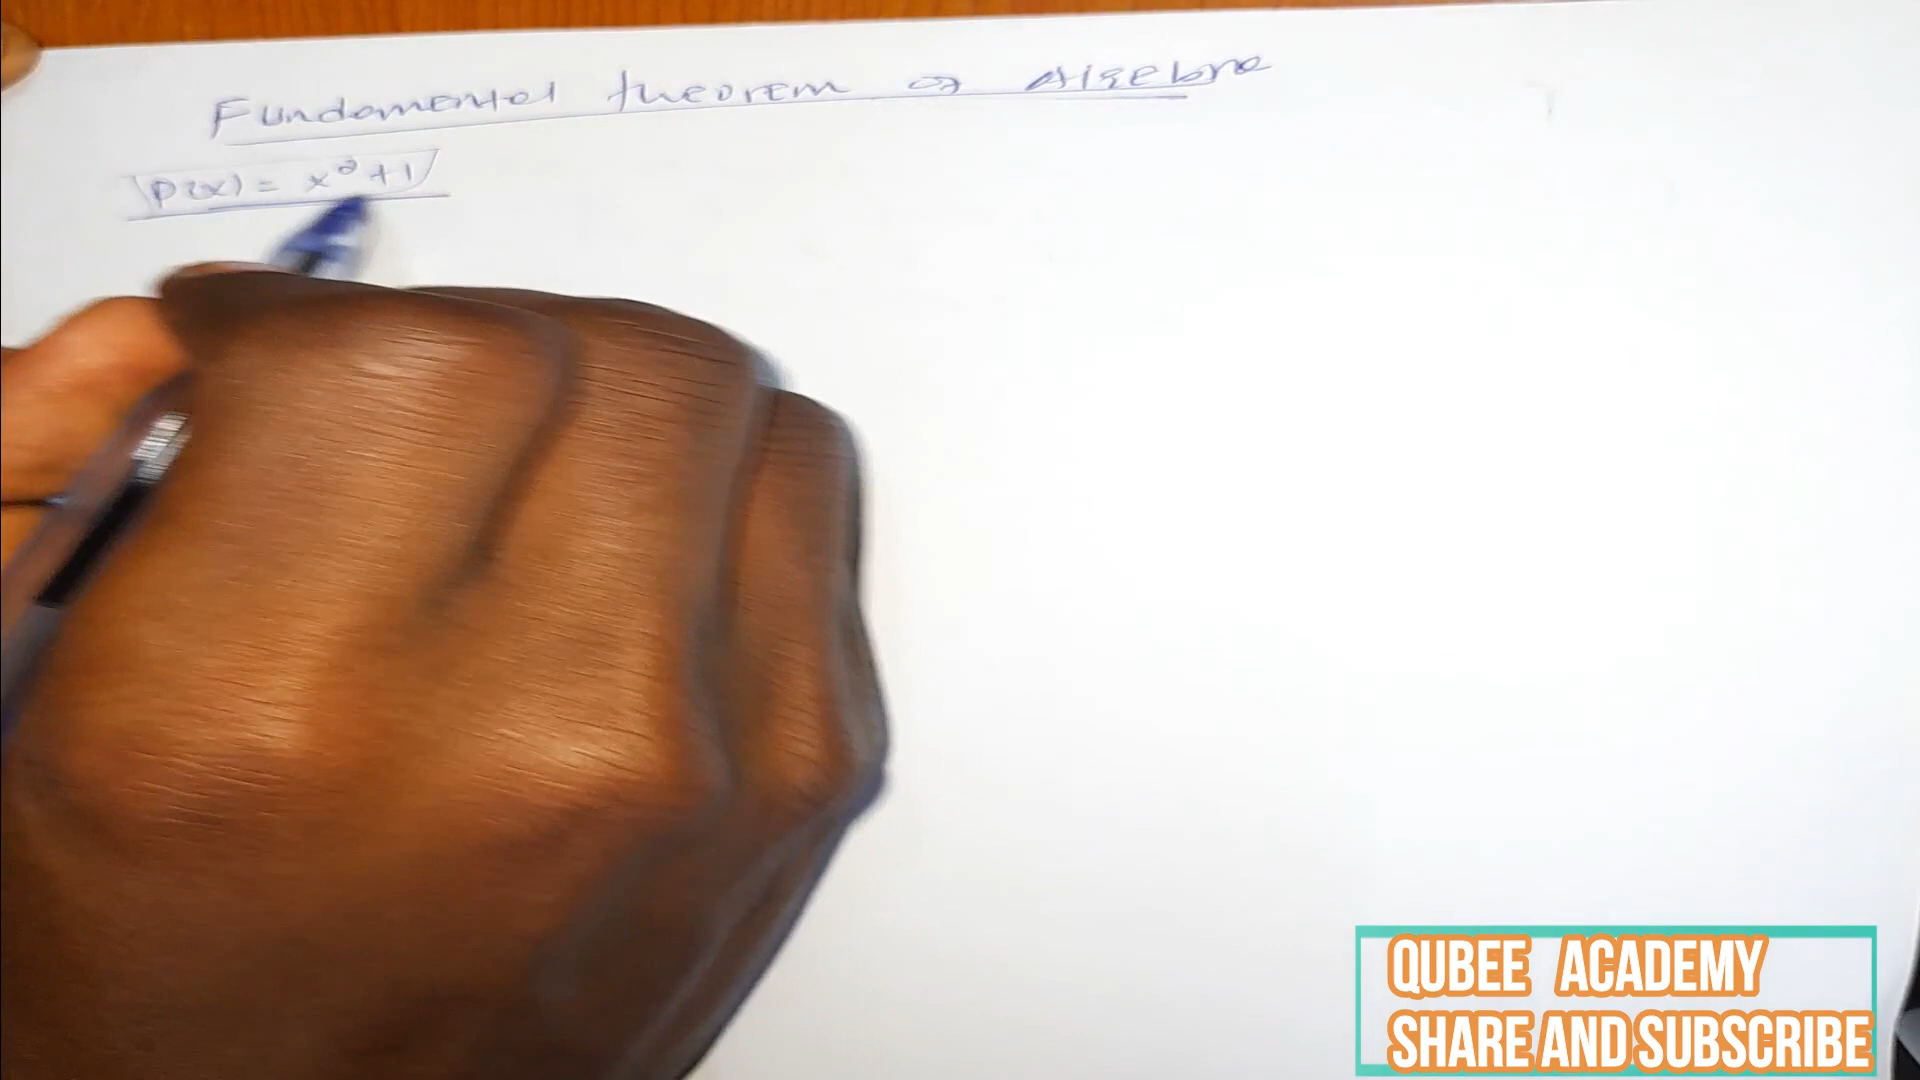 Fundamental theorem of Algebra
P(x) = x² + 1
QUBEE ACADEMY
SHARE AND SUBSCRIBE